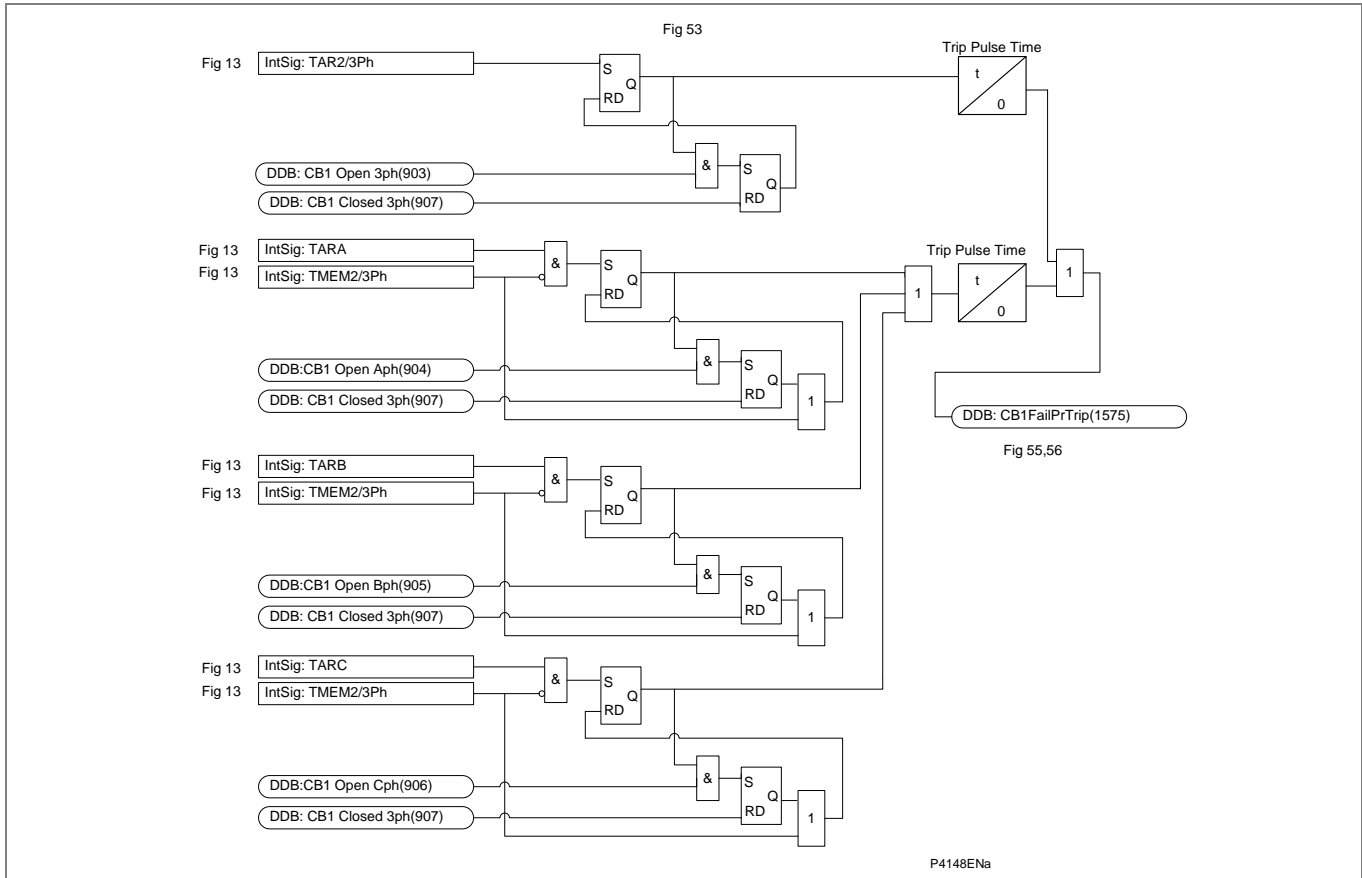 Fig 53
Trip Pulse Time
Fig 13 IntSig: TAR2/3Ph
S
Q
RD
t
0
DDB: CB1 Open 3ph(903)
&
S
Q
RD
DDB: CB1 Closed 3ph(907)
Fig 13 IntSig: TARA
Fig 13 IntSig: TMEM2/3Ph
&
S
Q
RD
1
Trip Pulse Time
t
0
1
DDB:CB1 Open Aph(904)
&
S
Q
RD
1
DDB: CB1 Closed 3ph(907)
DDB: CB1FailPrTrip(1575)
Fig 55,56
Fig 13 IntSig: TARB
Fig 13 IntSig: TMEM2/3Ph
&
S
Q
RD
DDB:CB1 Open Bph(905)
&
S
Q
RD
1
DDB: CB1 Closed 3ph(907)
Fig 13 IntSig: TARC
Fig 13 IntSig: TMEM2/3Ph
&
S
Q
RD
DDB:CB1 Open Cph(906)
&
S
Q
RD
1
DDB: CB1 Closed 3ph(907)
P4148ENa